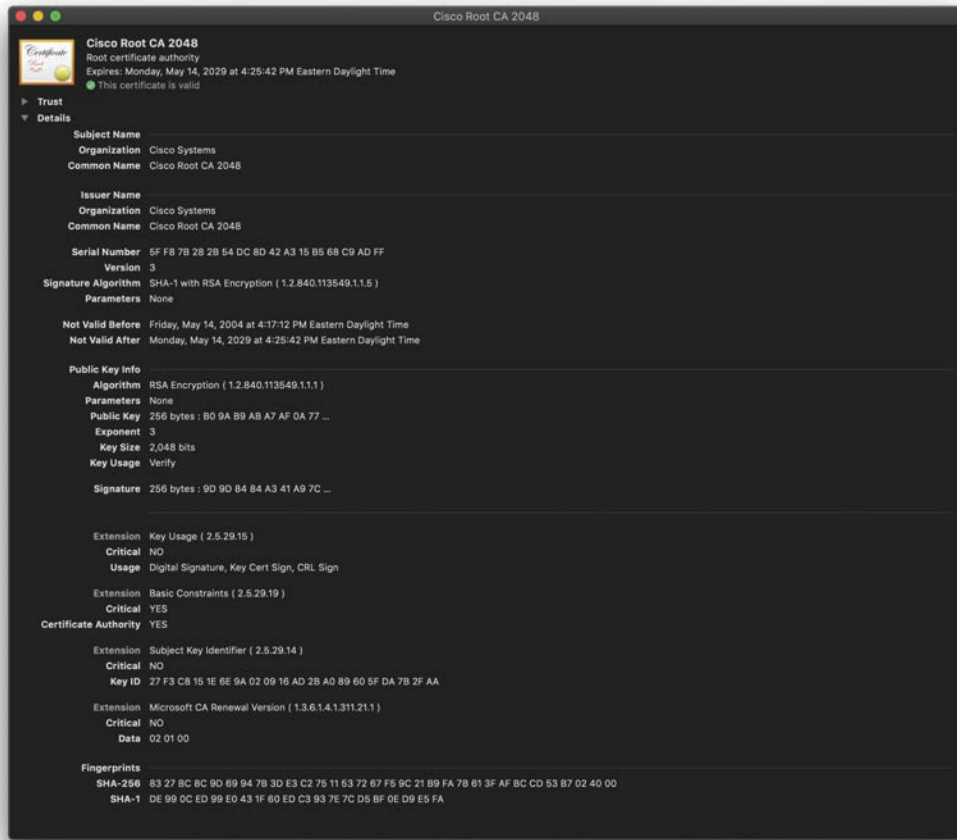 Cisco Root CA 2048
Certificate
Root
Cisco Root CA 2048
Root certificate authority
Expires: Monday, May 14, 2029 at 4:25:42 PM Eastern Daylight Time
This certificate is valid
Trust
Details
Subject Name
Organization Cisco Systems
Common Name Cisco Root CA 2048
Issuer Name
Organization Cisco Systems
Common Name Cisco Root CA 2048
Serial Number 5F F8 7B 28 2B 54 DC 8D 42 A3 15 B5 68 C9 AD FF
Version 3
Signature Algorithm SHA-1 with RSA Encryption ( 1.2.840.113549.1.1.5 )
Parameters None
Not Valid Before Friday, May 14, 2004 at 4:17:12 PM Eastern Daylight Time
Not Valid After Monday, May 14, 2029 at 4:25:42 PM Eastern Daylight Time
Public Key Info
Algorithm RSA Encryption ( 1.2.840.113549.1.1.1 )
Parameters None
Public Key 256 bytes : B0 9A B9 AB A7 AF 0A 77 ...
Exponent 3
Key Size 2,048 bits
Key Usage Verify
Signature 256 bytes : 9D 9D 84 84 A3 41 A9 7C ...
Extension Key Usage ( 2.5.29.15 )
Critical NO
Usage Digital Signature, Key Cert Sign, CRL Sign
Extension Basic Constraints ( 2.5.29.19 )
Critical YES
Certificate Authority YES
Extension Subject Key Identifier ( 2.5.29.14 )
Critical NO
Key ID 27 F3 C8 15 1E 6E 9A 02 09 16 AD 2B A0 89 60 5F DA 7B 2F AA
Extension Microsoft CA Renewal Version ( 1.3.6.1.4.1.311.21.1 )
Critical NO
Data 02 01 00
Fingerprints
SHA-256 83 27 BC 8C 9D 69 94 7B 3D E3 C2 75 11 53 72 67 F5 9C 21 B9 FA 7B 61 3F AF BC CD 53 B7 02 40 00
SHA-1 DE 99 0C ED 99 E0 43 1F 60 ED C3 93 7E 7C D5 BF 0E D9 E5 FA